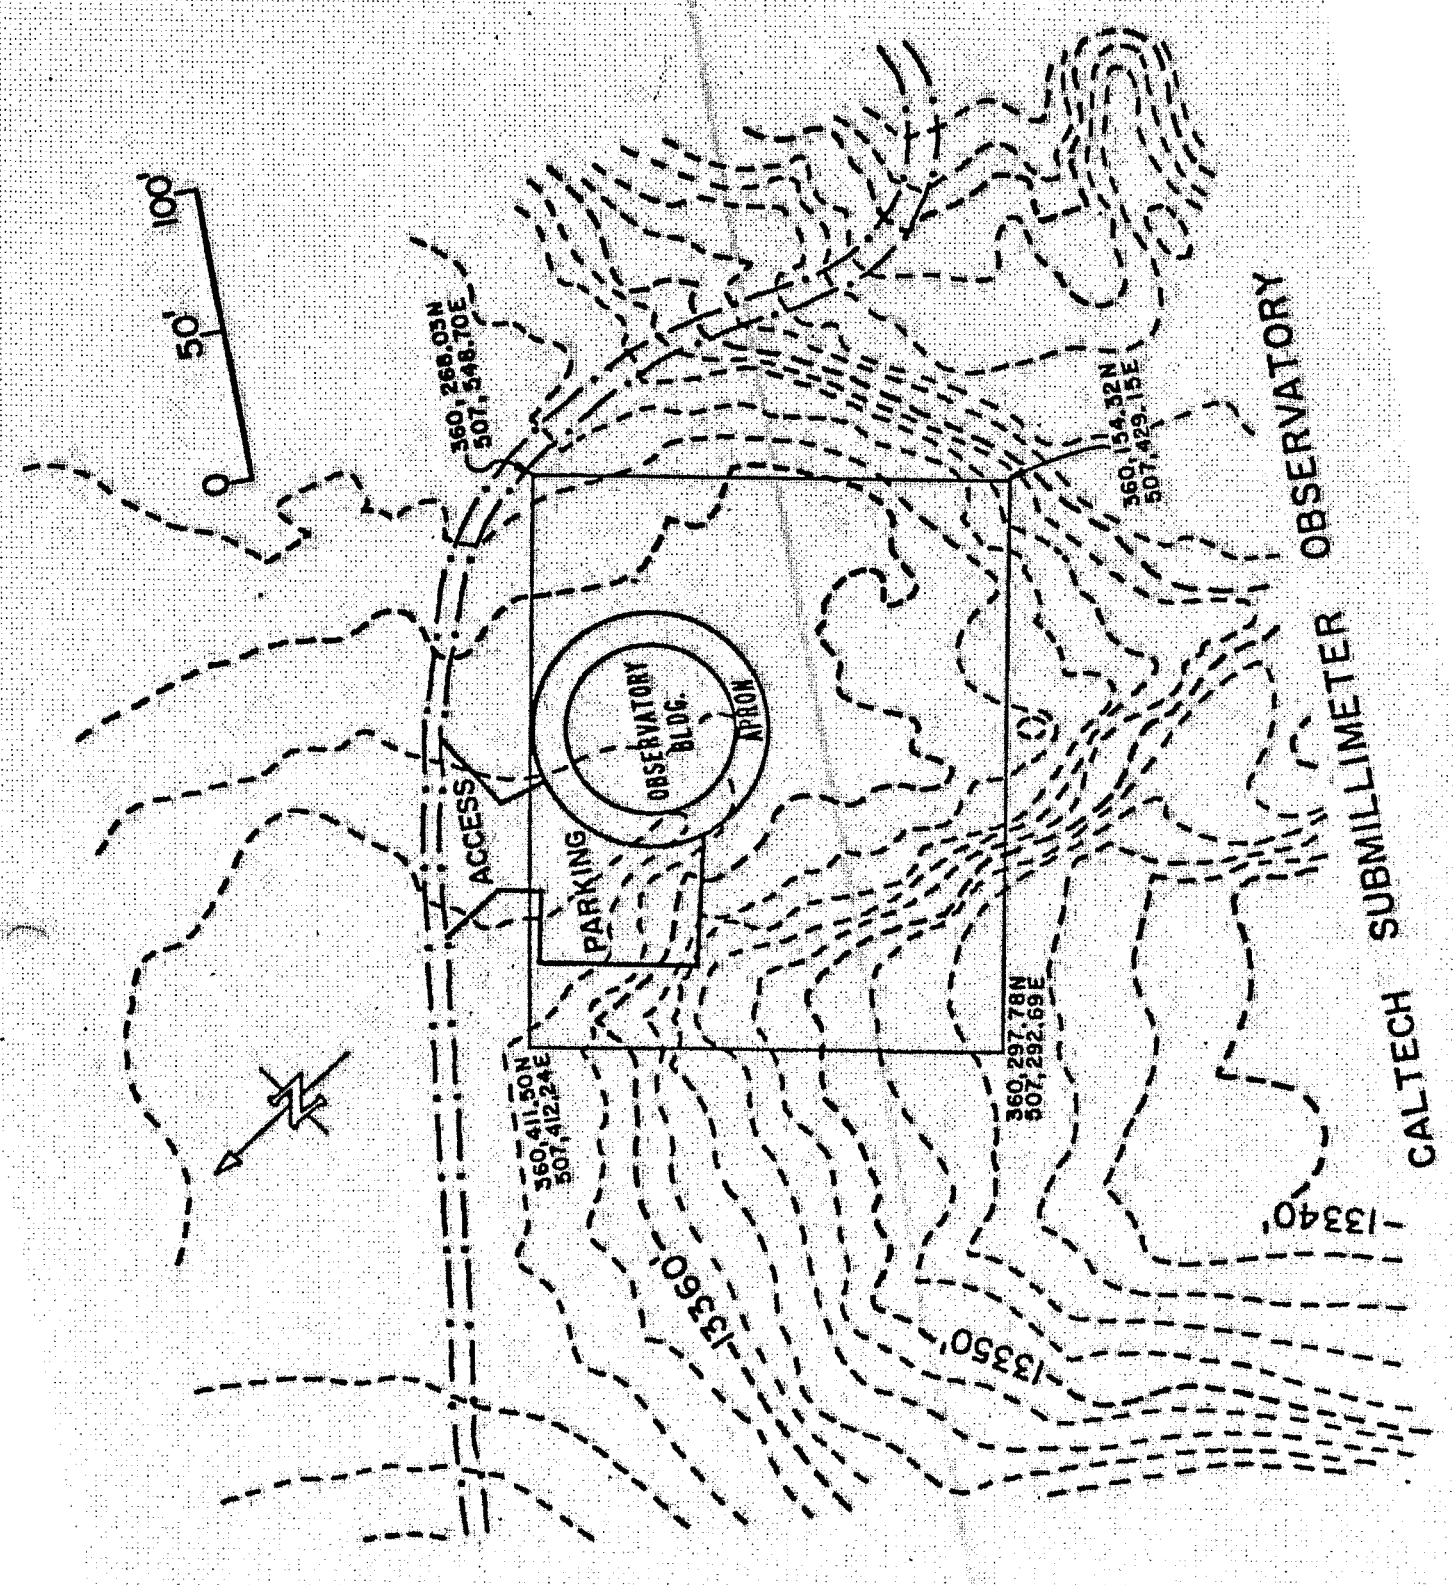 0 50' 100'
360, 268.03N
507, 548.70E
360, 154.32N
507, 429.15E
ACCESS
PARKING
OBSERVATORY
BLDG.
APRON
N
360, 411.50N
507, 412.24E
360, 297.78N
507, 292.69E
13360'
13350'
13340'
CALTECH SUBMILLIMETER OBSERVATORY